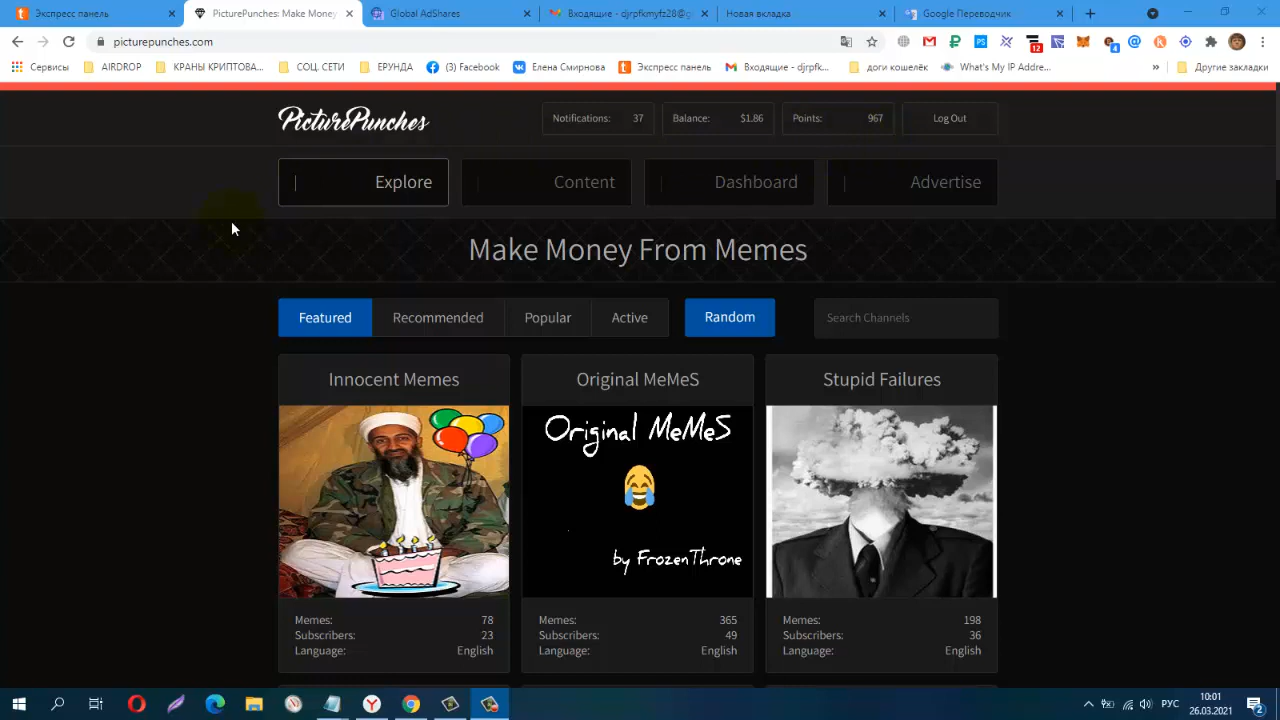 Экспресс панель
PicturePunches: Make Money
Global AdShares
Входящие - djrpfkmyfz28@g
Новая вкладка
Google Переводчик
picturepunches.com
12
4
Сервисы
AIRDROP
КРАНЫ КРИПТОВА...
СОЦ. СЕТИ
ЕРУНДА
(3) Facebook
Елена Смирнова
Экспресс панель
Входящие - djrpfk...
доги кошелёк
What's My IP Addre...
»
Другие закладки
PicturePunches
Notifications: 37
Balance: $1.86
Points: 967
Log Out
Explore
Content
Dashboard
Advertise
Make Money From Memes
Featured
Recommended
Popular
Active
Random
Search Channels
Innocent Memes
Original MeMeS
Stupid Failures
Original MeMeS
by FrozenThrone
Memes: 78
Subscribers: 23
Language: English
Memes: 365
Subscribers: 49
Language: English
Memes: 198
Subscribers: 36
Language: English
РУС
10:01
26.03.2021
2